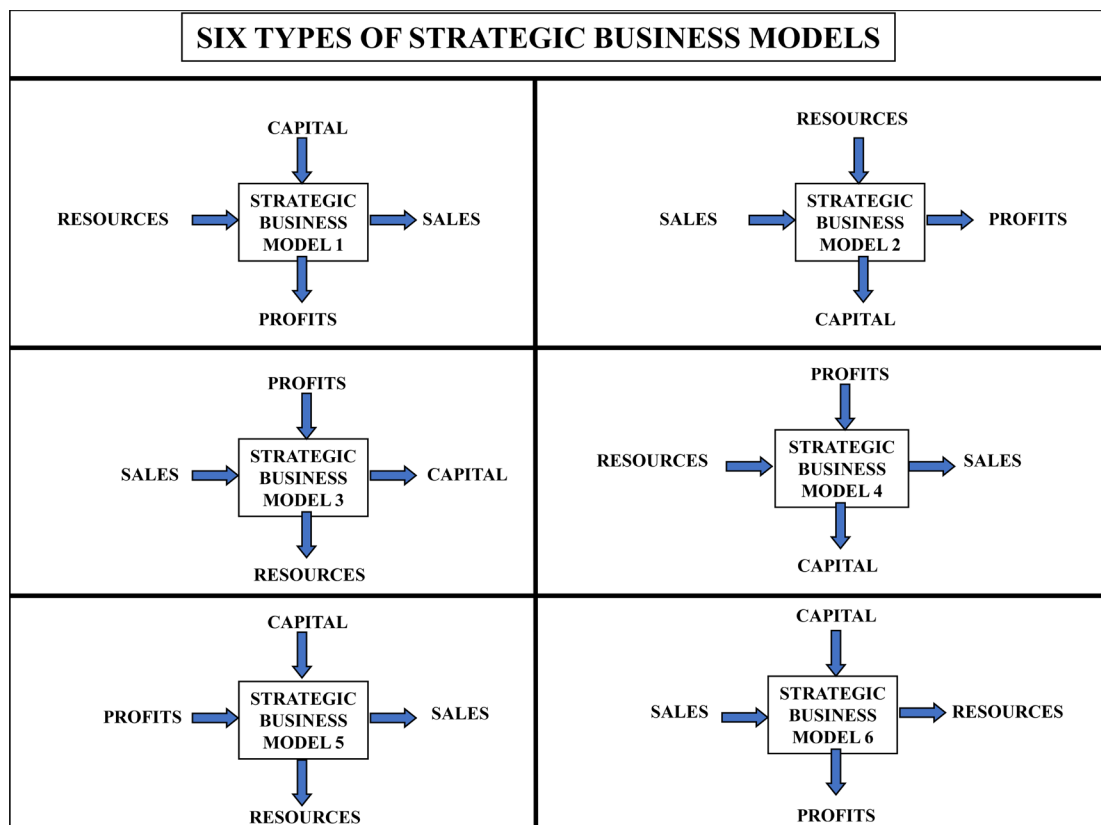 SIX TYPES OF STRATEGIC BUSINESS MODELS
CAPITAL
RESOURCES
STRATEGIC
BUSINESS
MODEL 1
SALES
PROFITS
RESOURCES
SALES
STRATEGIC
BUSINESS
MODEL 2
PROFITS
CAPITAL
PROFITS
SALES
STRATEGIC
BUSINESS
MODEL 3
CAPITAL
RESOURCES
PROFITS
RESOURCES
STRATEGIC
BUSINESS
MODEL 4
SALES
CAPITAL
CAPITAL
PROFITS
STRATEGIC
BUSINESS
MODEL 5
SALES
RESOURCES
CAPITAL
SALES
STRATEGIC
BUSINESS
MODEL 6
RESOURCES
PROFITS